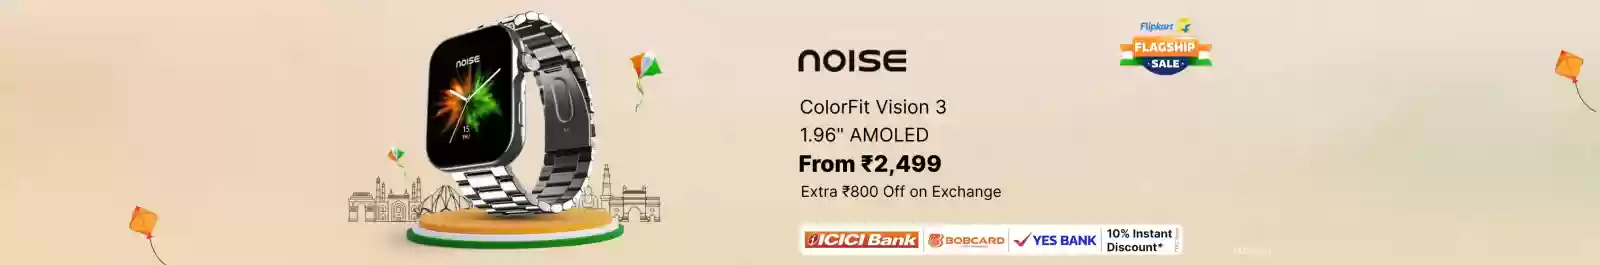 NOISE
15
THU
NOISE
ColorFit Vision 3
1.96" AMOLED
From ₹2,499
Extra ₹800 Off on Exchange
ICICI Bank
BOBCARD
YES BANK
10% Instant
Discount*
Flipkart
FLAGSHIP
SALE